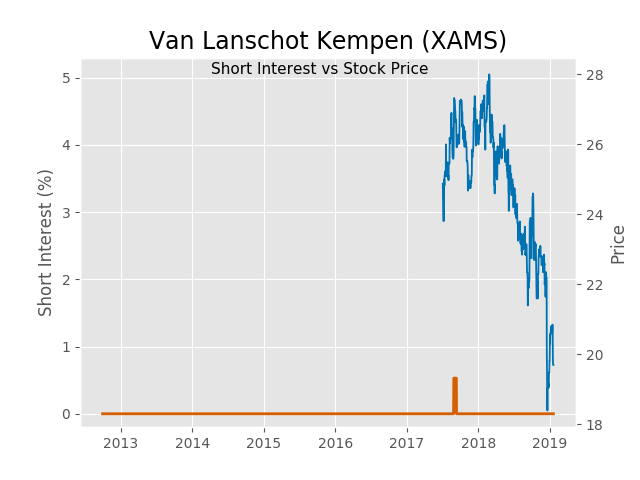 Van Lanschot Kempen (XAMS)
Short Interest vs Stock Price
Short Interest (%)
5
4
3
2
1
0
28
26
24
22
20
18
Price
2013 2014 2015 2016 2017 2018 2019